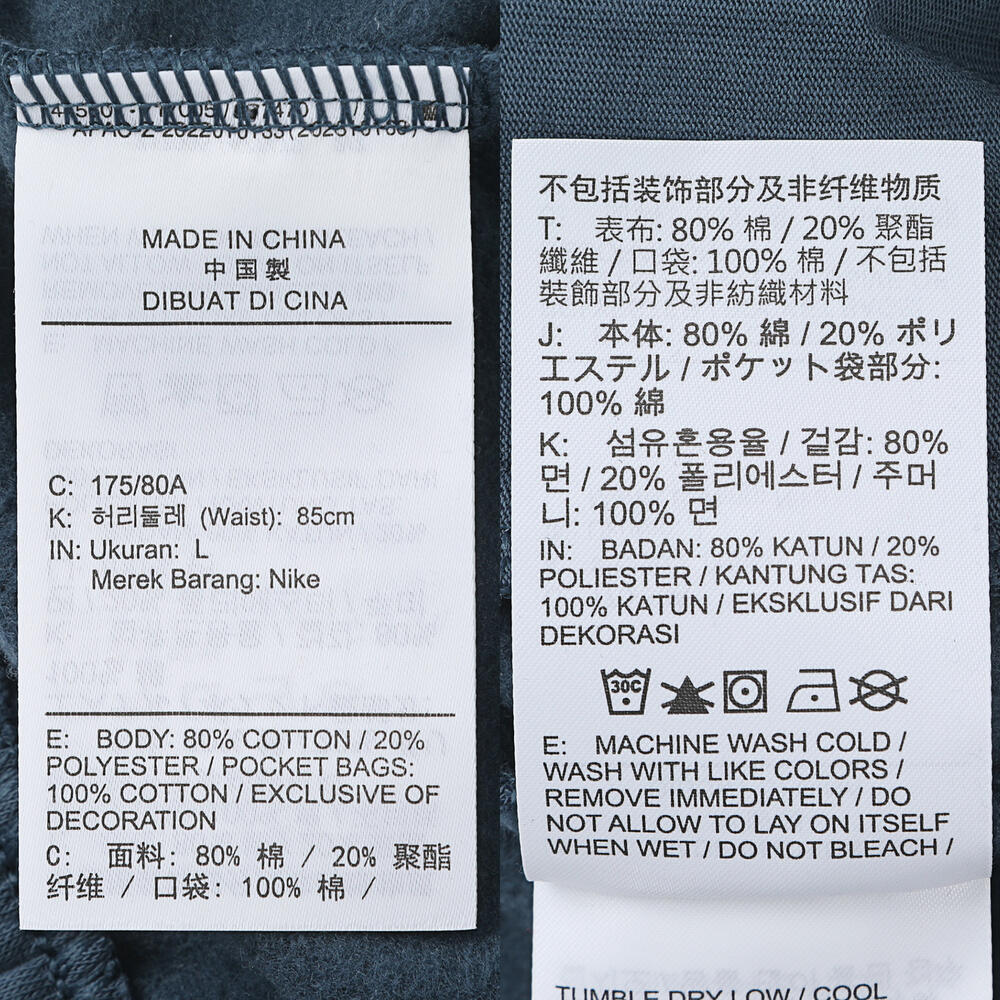 MADE IN CHINA
中国製
DIBUAT DI CINA
C: 175/80A
K: 허리둘레 (Waist): 85cm
IN: Ukuran: L
Merek Barang: Nike
E: BODY: 80% COTTON / 20%
POLYESTER / POCKET BAGS:
100% COTTON / EXCLUSIVE OF
DECORATION
C: 面料: 80% 棉 / 20% 聚酯
纤维 / 口袋: 100% 棉 /
不包括装饰部分及非纤维物质
T: 表布: 80% 棉 / 20% 聚酯
纖維 / 口袋: 100% 棉 / 不包括
裝飾部分及非紡織材料
J: 本体: 80% 綿 / 20% ポリ
エステル / ポケット袋部分:
100% 綿
K: 섬유혼용율 / 겉감: 80%
면 / 20% 폴리에스터 / 주머
니: 100% 면
IN: BADAN: 80% KATUN / 20%
POLIESTER / KANTUNG TAS:
100% KATUN / EKSKLUSIF DARI
DEKORASI
30C
E: MACHINE WASH COLD /
WASH WITH LIKE COLORS /
REMOVE IMMEDIATELY / DO
NOT ALLOW TO LAY ON ITSELF
WHEN WET / DO NOT BLEACH /
TUMBLE DRY LOW / COOL